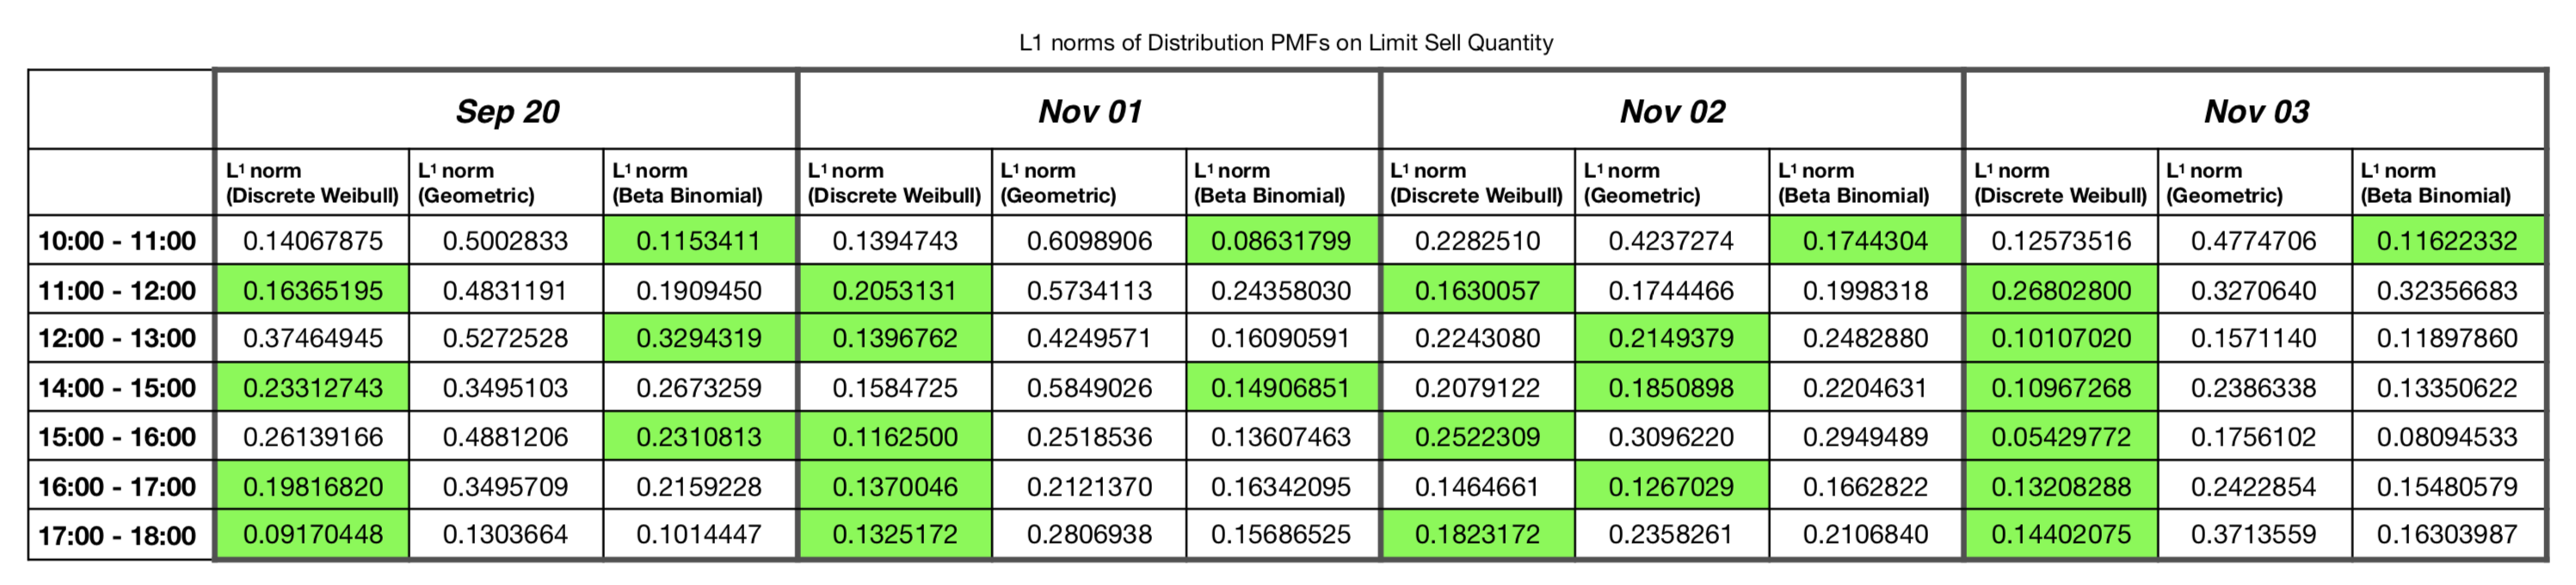 L1 norms of Distribution PMFs on Limit Sell Quantity
Sep 20 Nov 01 Nov 02 Nov 03
L¹ norm (Discrete Weibull) L¹ norm (Geometric) L¹ norm (Beta Binomial) L¹ norm (Discrete Weibull) L¹ norm (Geometric) L¹ norm (Beta Binomial) L¹ norm (Discrete Weibull) L¹ norm (Geometric) L¹ norm (Beta Binomial) L¹ norm (Discrete Weibull) L¹ norm (Geometric) L¹ norm (Beta Binomial)
10:00 - 11:00 0.14067875 0.5002833 0.1153411 0.1394743 0.6098906 0.08631799 0.2282510 0.4237274 0.1744304 0.12573516 0.4774706 0.11622332
11:00 - 12:00 0.16365195 0.4831191 0.1909450 0.2053131 0.5734113 0.24358030 0.1630057 0.1744466 0.1998318 0.26802800 0.3270640 0.32356683
12:00 - 13:00 0.37464945 0.5272528 0.3294319 0.1396762 0.4249571 0.16090591 0.2243080 0.2149379 0.2482880 0.10107020 0.1571140 0.11897860
14:00 - 15:00 0.23312743 0.3495103 0.2673259 0.1584725 0.5849026 0.14906851 0.2079122 0.1850898 0.2204631 0.10967268 0.2386338 0.13350622
15:00 - 16:00 0.26139166 0.4881206 0.2310813 0.1162500 0.2518536 0.13607463 0.2522309 0.3096220 0.2949489 0.05429772 0.1756102 0.08094533
16:00 - 17:00 0.19816820 0.3495709 0.2159228 0.1370046 0.2121370 0.16342095 0.1464661 0.1267029 0.1662822 0.13208288 0.2422854 0.15480579
17:00 - 18:00 0.09170448 0.1303664 0.1014447 0.1325172 0.2806938 0.15686525 0.1823172 0.2358261 0.2106840 0.14402075 0.3713559 0.16303987